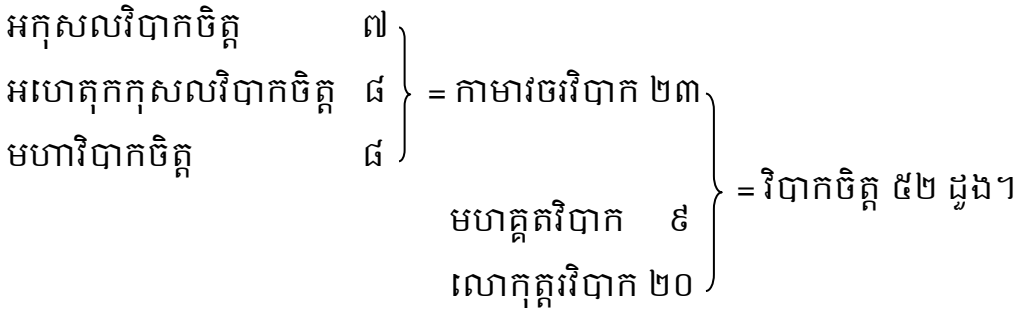 អកុសលវិបាកចិត្ត ៧
អហេតុកកុសលវិបាកចិត្ត ៨ = កាមាវចរវិបាក ២៣
មហាវិបាកចិត្ត ៨
= វិបាកចិត្ត ៥២ ដួង។
មហគ្គតវិបាក ៩
លោកុត្តរវិបាក ២០